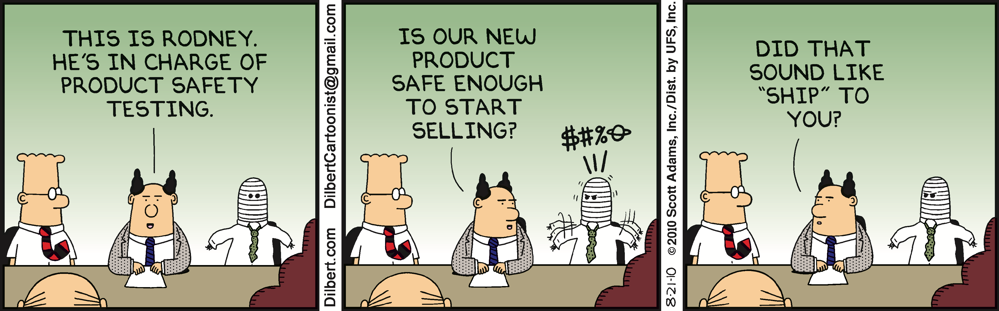 THIS IS RODNEY.
HE'S IN CHARGE OF
PRODUCT SAFETY
TESTING.
Dilbert.com DilbertCartoonist@gmail.com
IS OUR NEW
PRODUCT
SAFE ENOUGH
TO START
SELLING?
$#%
8-21-10 © 2010 Scott Adams, Inc./Dist. by UFS, Inc.
DID THAT
SOUND LIKE
"SHIP" TO
YOU?